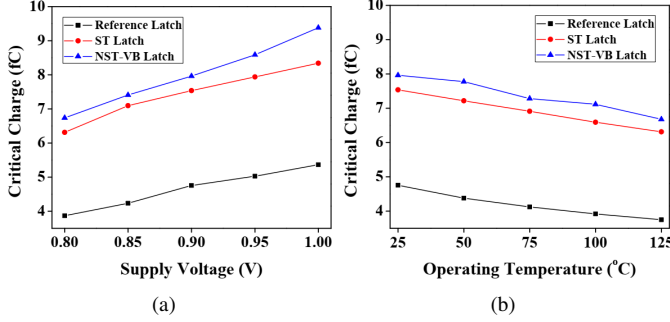 Reference Latch
ST Latch
NST-VB Latch
Critical Charge (fC)
10
9
8
7
6
5
4
0.80 0.85 0.90 0.95 1.00
Supply Voltage (V)
(a)
Reference Latch
ST Latch
NST-VB Latch
Critical Charge (fC)
10
9
8
7
6
5
4
25 50 75 100 125
Operating Temperature (°C)
(b)